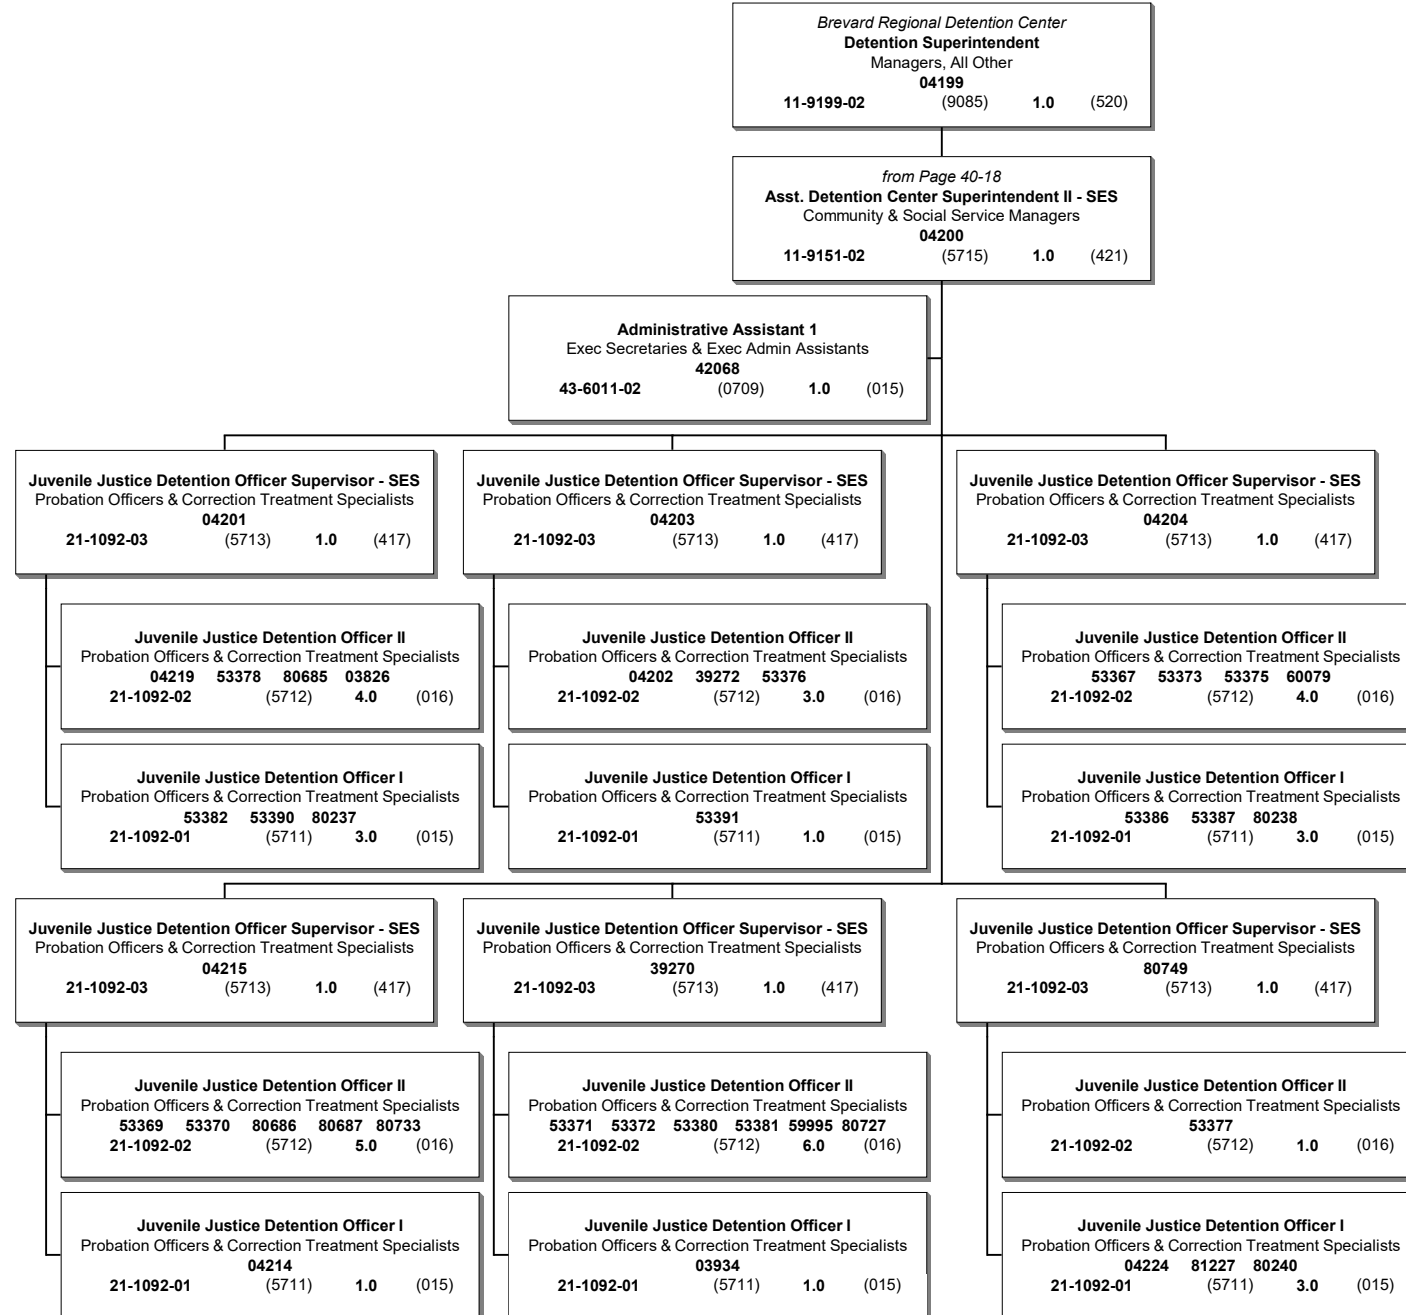 Brevard Regional Detention Center
Detention Superintendent
Managers, All Other
04199
11-9199-02 (9085) 1.0 (520)
from Page 40-18
Asst. Detention Center Superintendent II - SES
Community & Social Service Managers
04200
11-9151-02 (5715) 1.0 (421)
Administrative Assistant 1
Exec Secretaries & Exec Admin Assistants
42068
43-6011-02 (0709) 1.0 (015)
Juvenile Justice Detention Officer Supervisor - SES
Probation Officers & Correction Treatment Specialists
04201
21-1092-03 (5713) 1.0 (417)
Juvenile Justice Detention Officer Supervisor - SES
Probation Officers & Correction Treatment Specialists
04203
21-1092-03 (5713) 1.0 (417)
Juvenile Justice Detention Officer Supervisor - SES
Probation Officers & Correction Treatment Specialists
04204
21-1092-03 (5713) 1.0 (417)
Juvenile Justice Detention Officer II
Probation Officers & Correction Treatment Specialists
04219 53378 80685 03826
21-1092-02 (5712) 4.0 (016)
Juvenile Justice Detention Officer II
Probation Officers & Correction Treatment Specialists
04202 39272 53376
21-1092-02 (5712) 3.0 (016)
Juvenile Justice Detention Officer II
Probation Officers & Correction Treatment Specialists
53367 53373 53375 60079
21-1092-02 (5712) 4.0 (016)
Juvenile Justice Detention Officer I
Probation Officers & Correction Treatment Specialists
53382 53390 80237
21-1092-01 (5711) 3.0 (015)
Juvenile Justice Detention Officer I
Probation Officers & Correction Treatment Specialists
53391
21-1092-01 (5711) 1.0 (015)
Juvenile Justice Detention Officer I
Probation Officers & Correction Treatment Specialists
53386 53387 80238
21-1092-01 (5711) 3.0 (015)
Juvenile Justice Detention Officer Supervisor - SES
Probation Officers & Correction Treatment Specialists
04215
21-1092-03 (5713) 1.0 (417)
Juvenile Justice Detention Officer Supervisor - SES
Probation Officers & Correction Treatment Specialists
39270
21-1092-03 (5713) 1.0 (417)
Juvenile Justice Detention Officer Supervisor - SES
Probation Officers & Correction Treatment Specialists
80749
21-1092-03 (5713) 1.0 (417)
Juvenile Justice Detention Officer II
Probation Officers & Correction Treatment Specialists
53369 53370 80686 80687 80733
21-1092-02 (5712) 5.0 (016)
Juvenile Justice Detention Officer II
Probation Officers & Correction Treatment Specialists
53371 53372 53380 53381 59995 80727
21-1092-02 (5712) 6.0 (016)
Juvenile Justice Detention Officer II
Probation Officers & Correction Treatment Specialists
53377
21-1092-02 (5712) 1.0 (016)
Juvenile Justice Detention Officer I
Probation Officers & Correction Treatment Specialists
04214
21-1092-01 (5711) 1.0 (015)
Juvenile Justice Detention Officer I
Probation Officers & Correction Treatment Specialists
03934
21-1092-01 (5711) 1.0 (015)
Juvenile Justice Detention Officer I
Probation Officers & Correction Treatment Specialists
04224 81227 80240
21-1092-01 (5711) 3.0 (015)